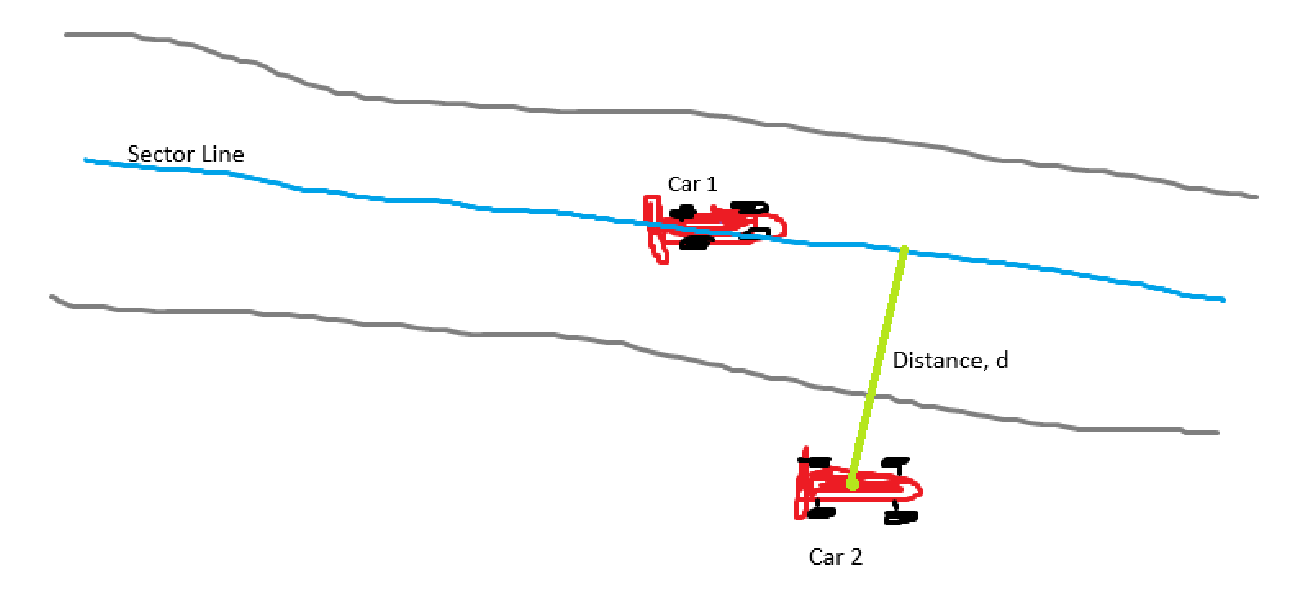 Sector Line
Car 1
Distance, d
Car 2